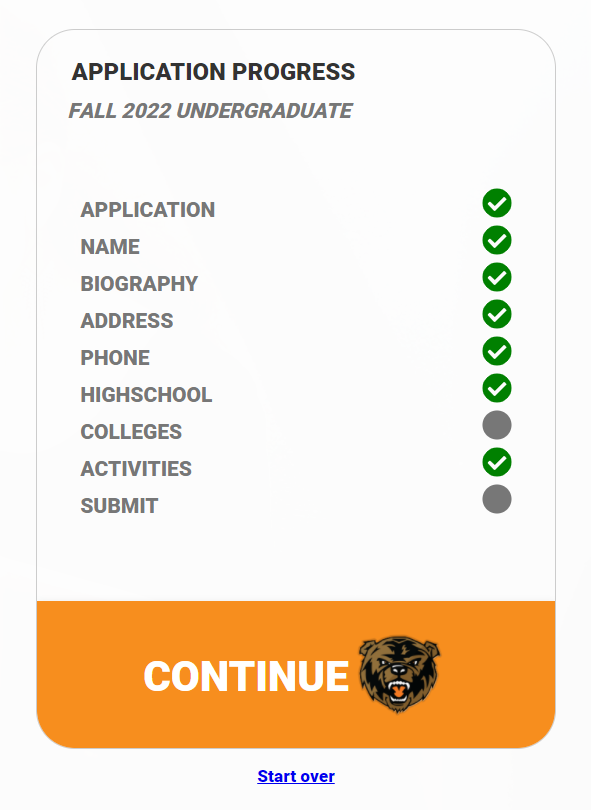 APPLICATION PROGRESS
FALL 2022 UNDERGRADUATE
APPLICATION
NAME
BIOGRAPHY
ADDRESS
PHONE
HIGHSCHOOL
COLLEGES
ACTIVITIES
SUBMIT
CONTINUE
Start over